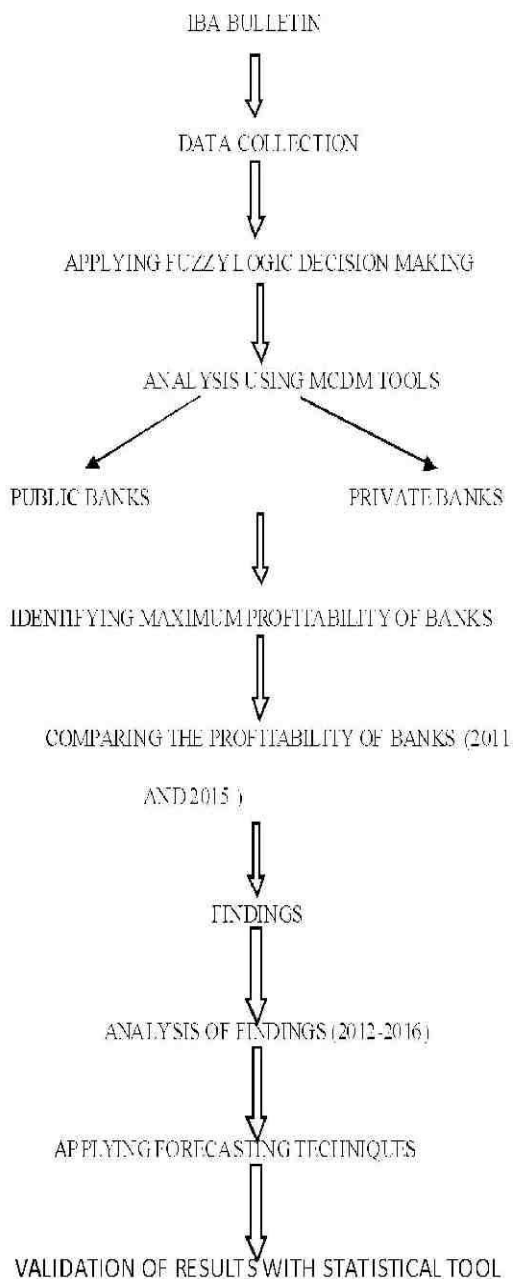 IBA BULLETIN
DATA COLLECTION
APPLYING FUZZY LOGIC DECISION MAKING
ANALYSIS USING MCDM TOOLS
PUBLIC BANKS
PRIVATE BANKS
IDENTIFYING MAXIMUM PROFITABILITY OF BANKS
COMPARING THE PROFITABILITY OF BANKS (2011
AND 2015 )
FINDINGS
ANALYSIS OF FINDINGS (2012-2016)
APPLYING FORECASTING TECHNIQUES
VALIDATION OF RESULTS WITH STATISTICAL TOOL